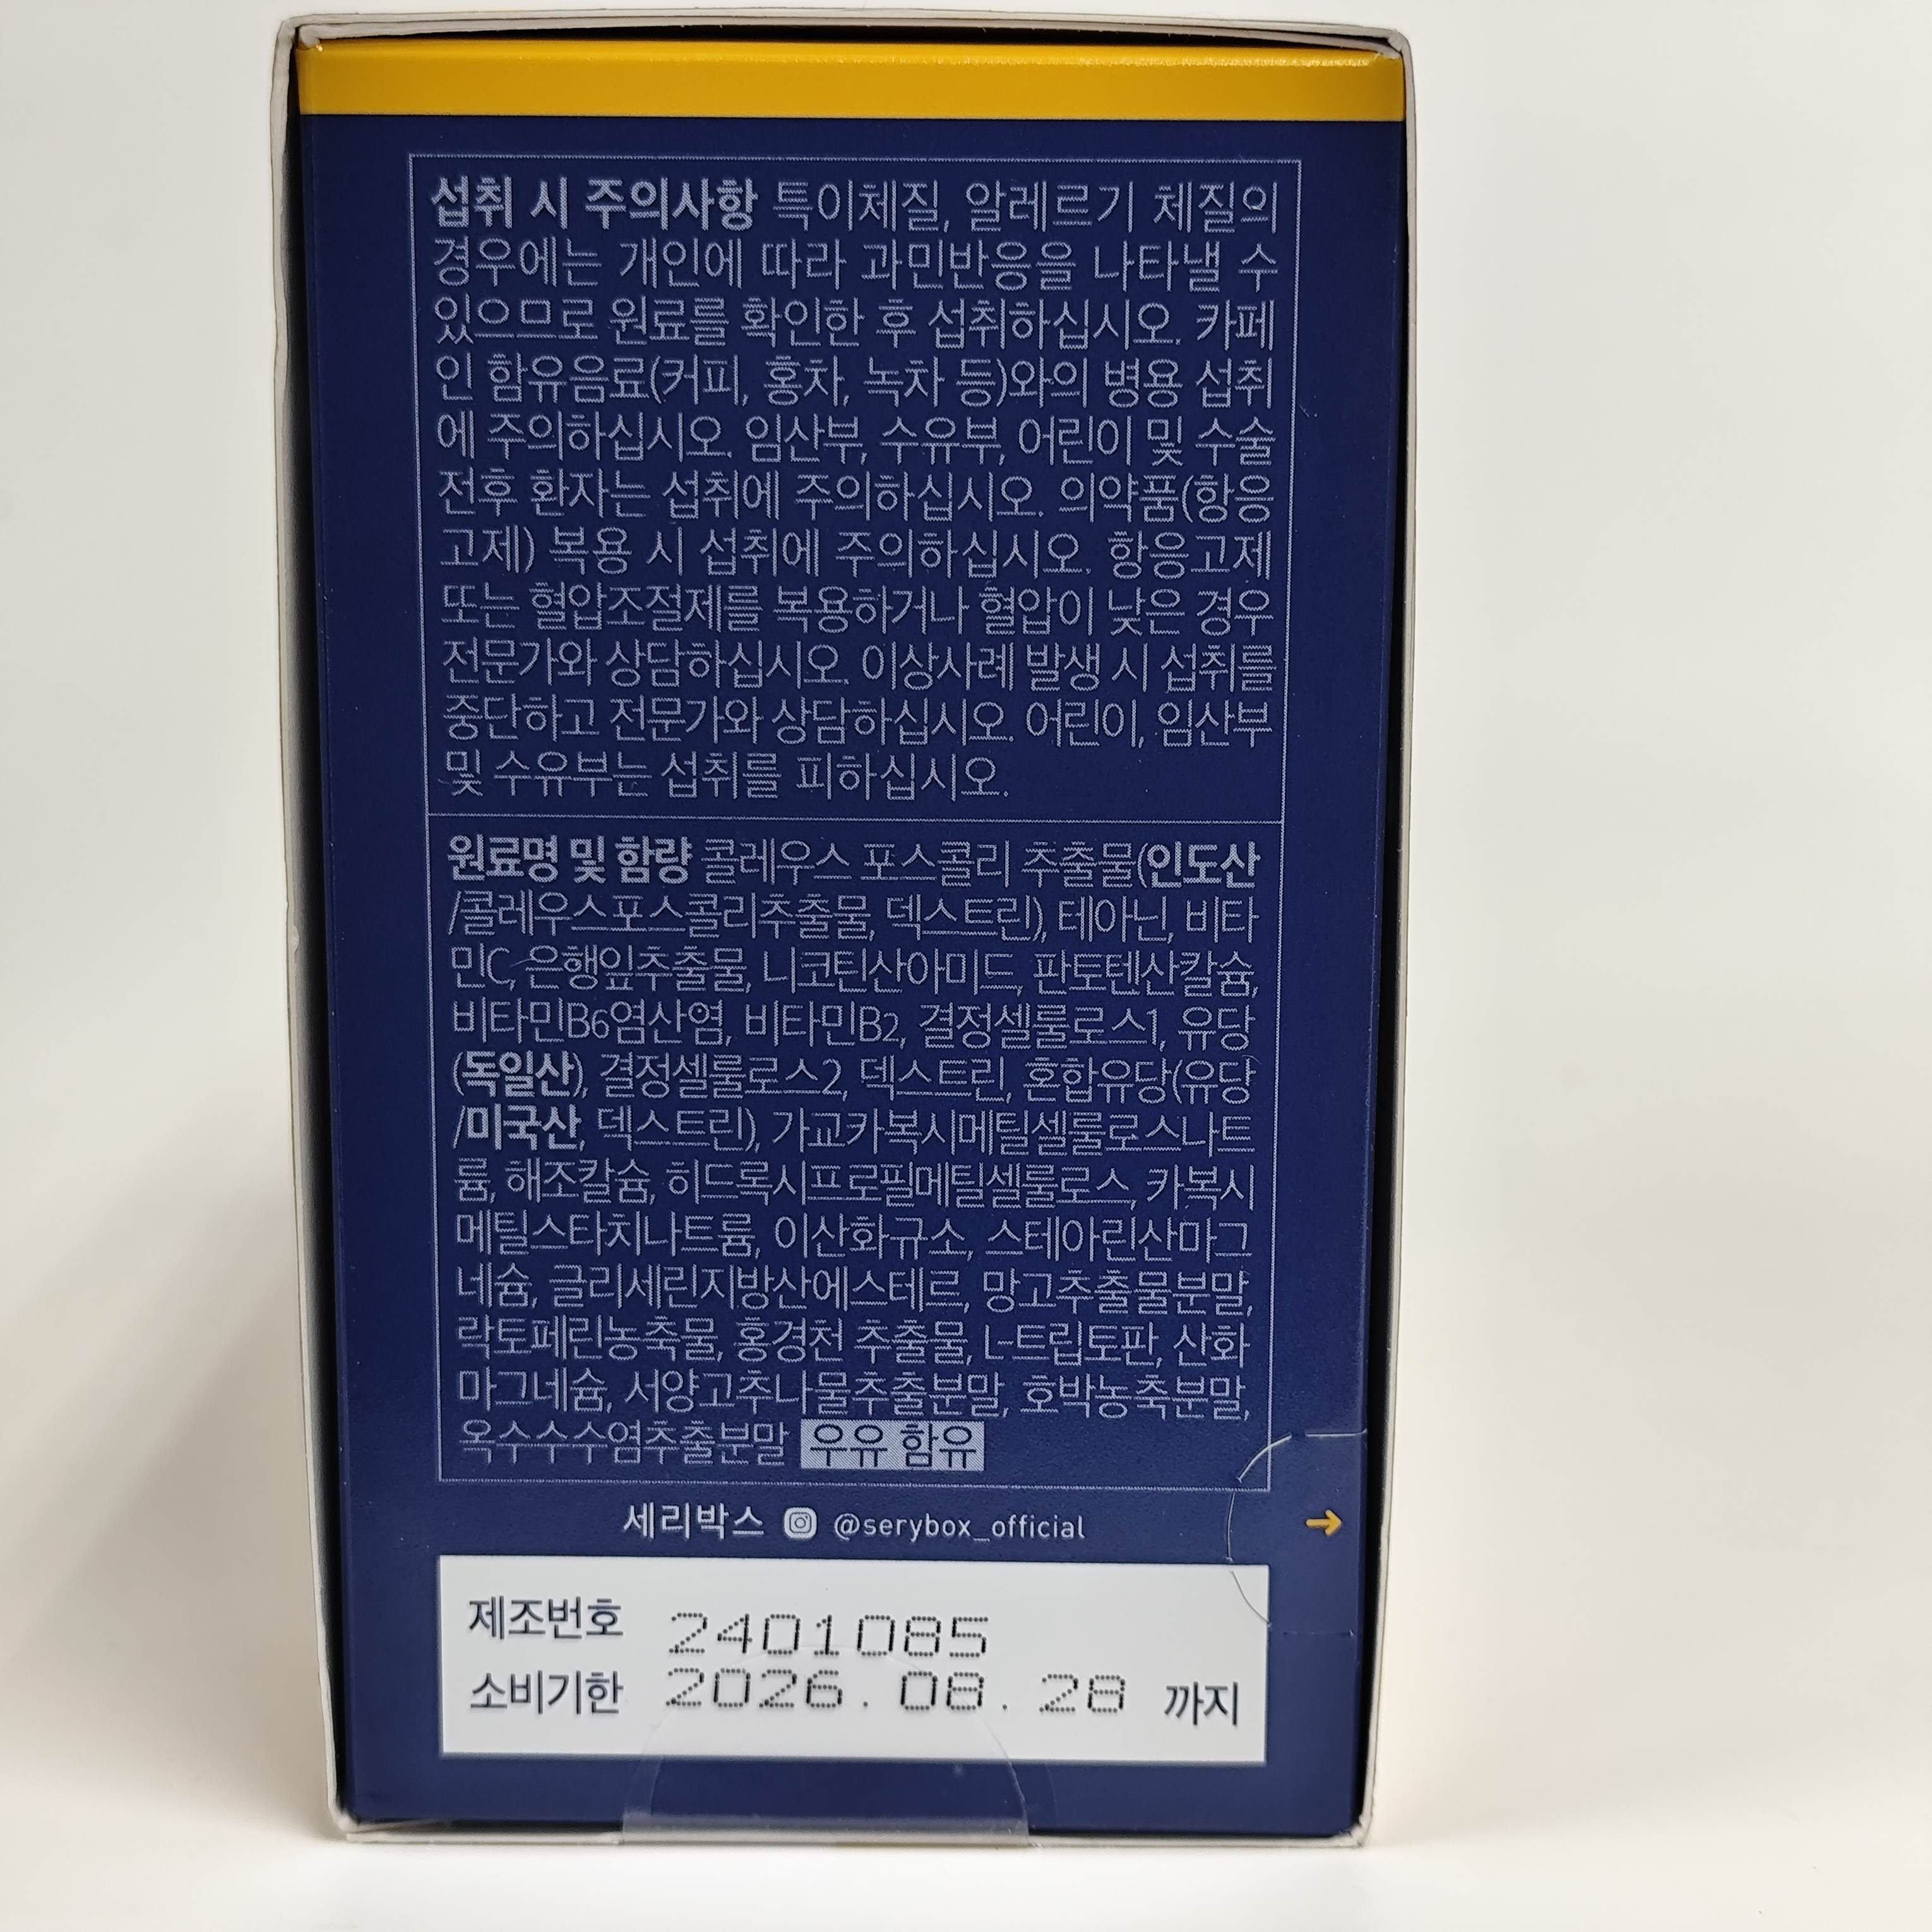 섭취 시 주의사항 특이체질, 알레르기 체질의
경우에는 개인에 따라 과민반응을 나타낼 수
있으므로 원료를 확인한 후 섭취하십시오. 카페
인 함유음료(커피, 홍차, 녹차 등)와의 병용 섭취
에 주의하십시오. 임산부, 수유부, 어린이 및 수술
전후 환자는 섭취에 주의하십시오. 의약품(항응
고제) 복용 시 섭취에 주의하십시오. 항응고제
또는 혈압조절제를 복용하거나 혈압이 낮은 경우
전문가와 상담하십시오. 이상사례 발생 시 섭취를
중단하고 전문가와 상담하십시오. 어린이, 임산부
및 수유부는 섭취를 피하십시오.
원료명 및 함량 콜레우스 포스콜리 추출물(인도산
/콜레우스포스콜리추출물, 덱스트린), 테아닌, 비타
민C, 은행잎추출물, 니코틴산아미드, 판토텐산칼슘,
비타민B6염산염, 비타민B2, 결정셀룰로스1, 유당
(독일산), 결정셀룰로스2, 덱스트린, 혼합유당(유당
/미국산, 덱스트린), 가교카복시메틸셀룰로스나트
륨, 해조칼슘, 히드록시프로필메틸셀룰로스, 카복시
메틸스타치나트륨, 이산화규소, 스테아린산마그
네슘, 글리세린지방산에스테르, 망고추출물분말,
락토페린농축물, 홍경천 추출물, L-트립토판, 산화
마그네슘, 서양고추나물추출분말, 호박농축분말,
옥수수수염추출분말 우유 함유
세리박스 @serybox_official
제조번호 2401085
소비기한 2026.08.28 까지